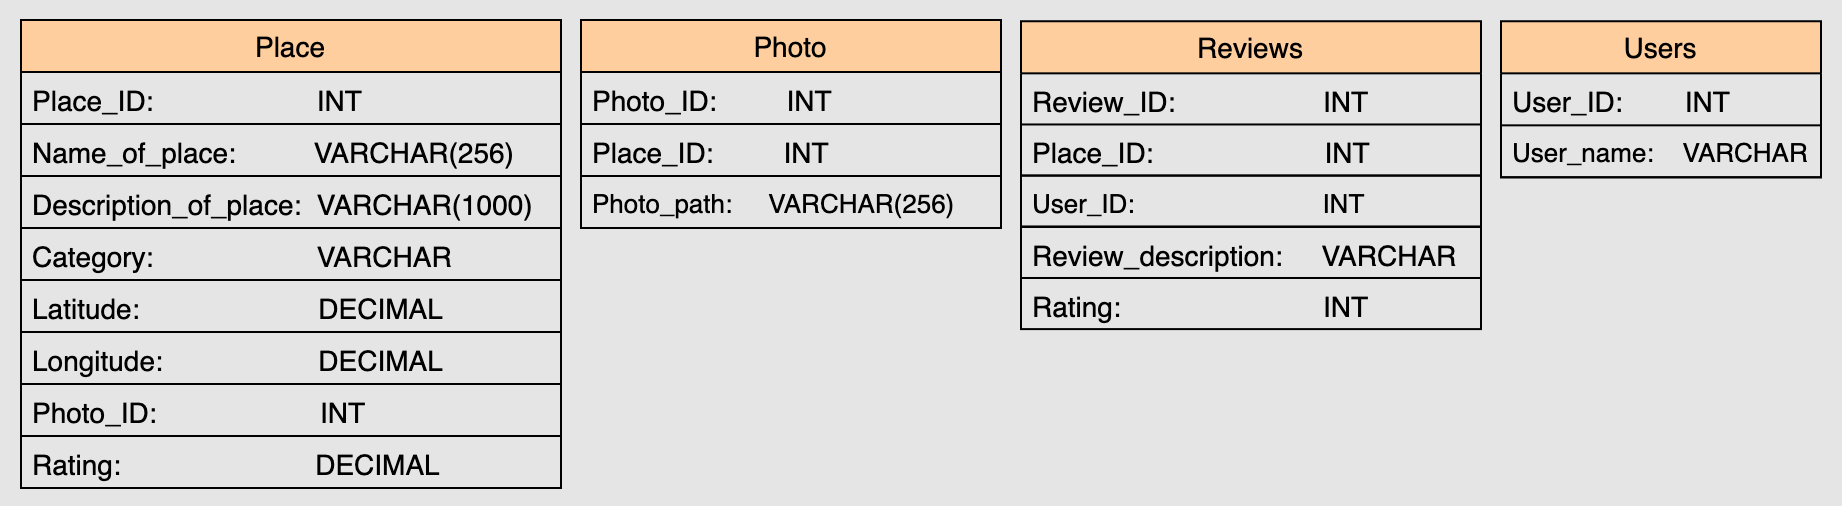 Place
Place_ID: INT
Name_of_place: VARCHAR(256)
Description_of_place: VARCHAR(1000)
Category: VARCHAR
Latitude: DECIMAL
Longitude: DECIMAL
Photo_ID: INT
Rating: DECIMAL
Photo
Photo_ID: INT
Place_ID: INT
Photo_path: VARCHAR(256)
Reviews
Review_ID: INT
Place_ID: INT
User_ID: INT
Review_description: VARCHAR
Rating: INT
Users
User_ID: INT
User_name: VARCHAR